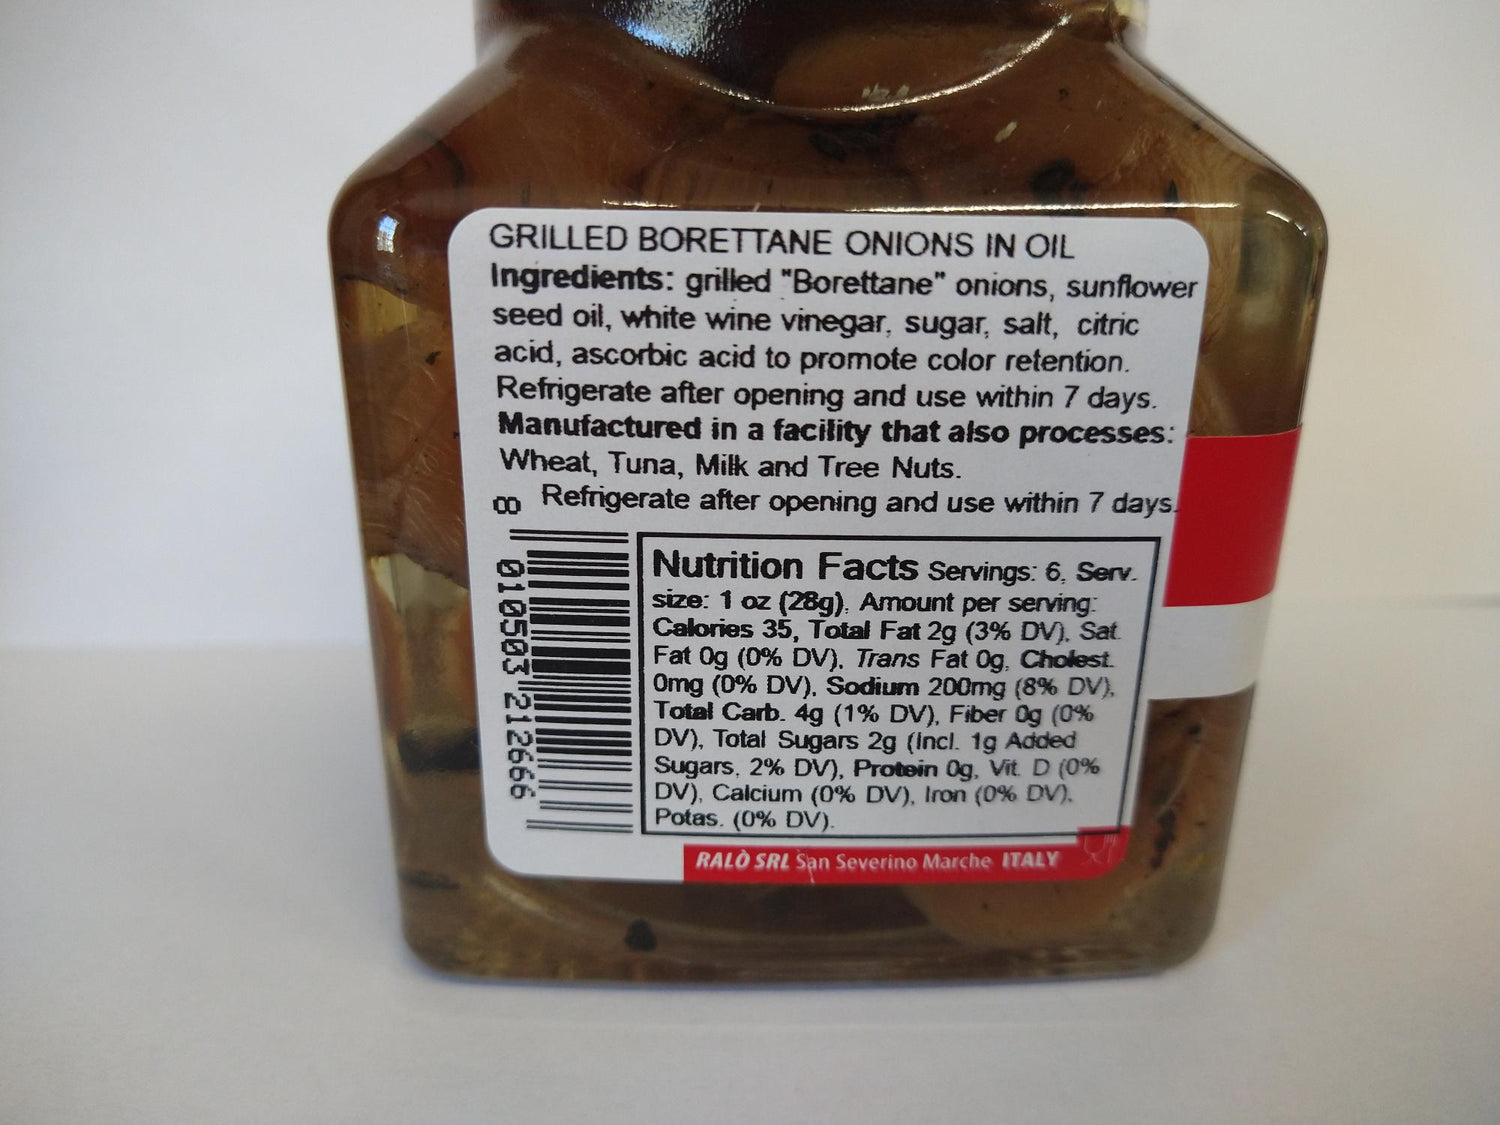 GRILLED BORETTANE ONIONS IN OIL
Ingredients: grilled "Borettane" onions, sunflower
seed oil, white wine vinegar, sugar, salt, citric
acid, ascorbic acid to promote color retention.
Refrigerate after opening and use within 7 days.
Manufactured in a facility that also processes:
Wheat, Tuna, Milk and Tree Nuts.
Refrigerate after opening and use within 7 days.
8 01050321266 6
Nutrition Facts Servings: 6, Serv.
size: 1 oz (28g), Amount per serving:
Calories 35, Total Fat 2g (3% DV), Sat.
Fat 0g (0% DV), Trans Fat 0g, Cholest.
0mg (0% DV), Sodium 200mg (8% DV),
Total Carb. 4g (1% DV), Fiber 0g (0%
DV), Total Sugars 2g (Incl. 1g Added
Sugars, 2% DV), Protein 0g, Vit. D (0%
DV), Calcium (0% DV), Iron (0% DV),
Potas. (0% DV).
RALÒ SRL San Severino Marche ITALY